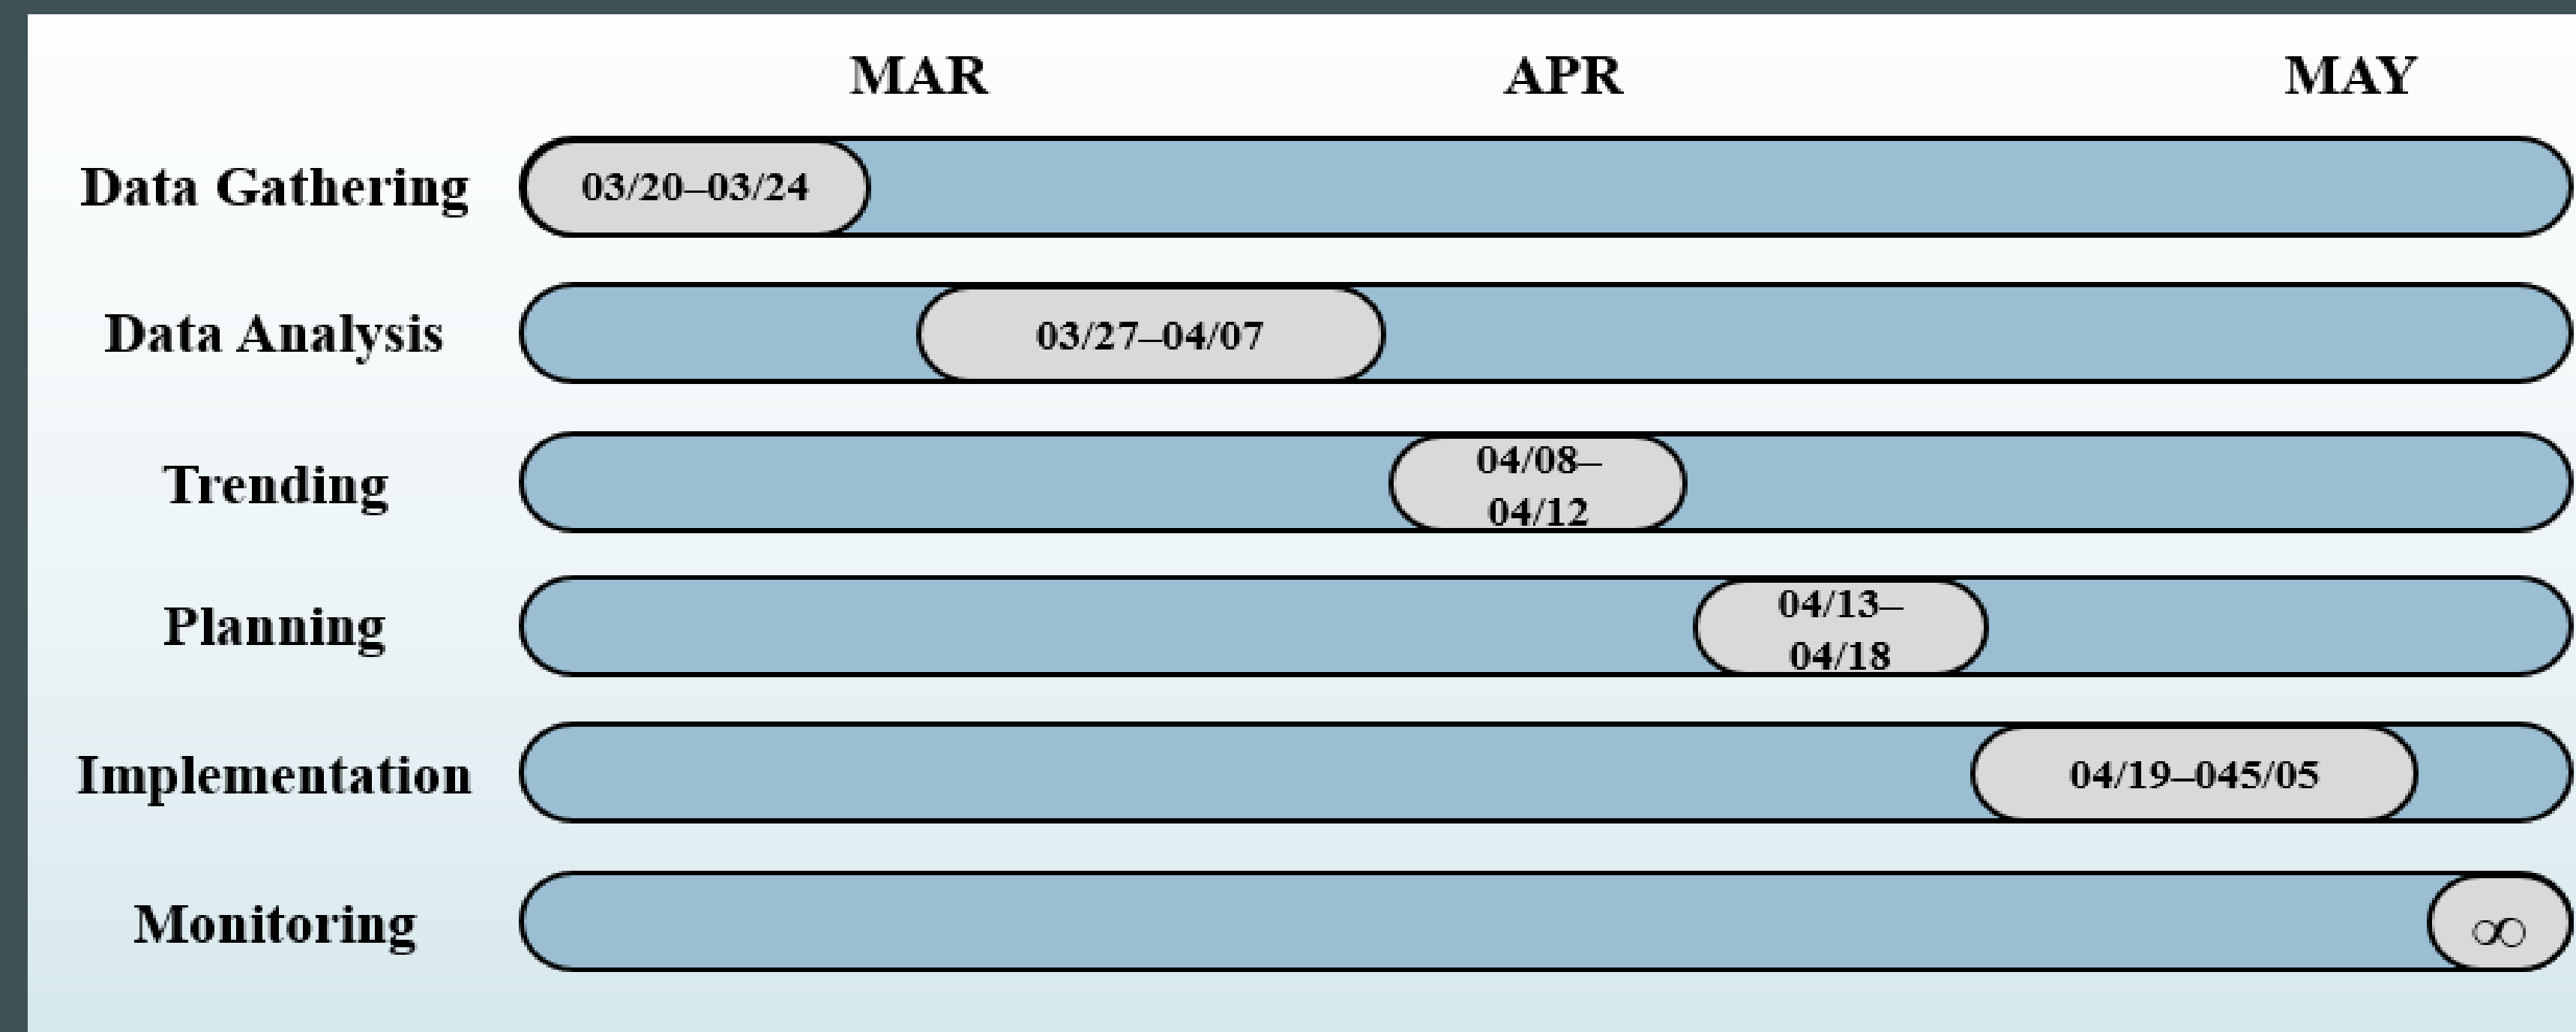 MAR APR MAY
Data Gathering 03/20–03/24
Data Analysis 03/27–04/07
Trending 04/08–
04/12
Planning 04/13–
04/18
Implementation 04/19–045/05
Monitoring ∞